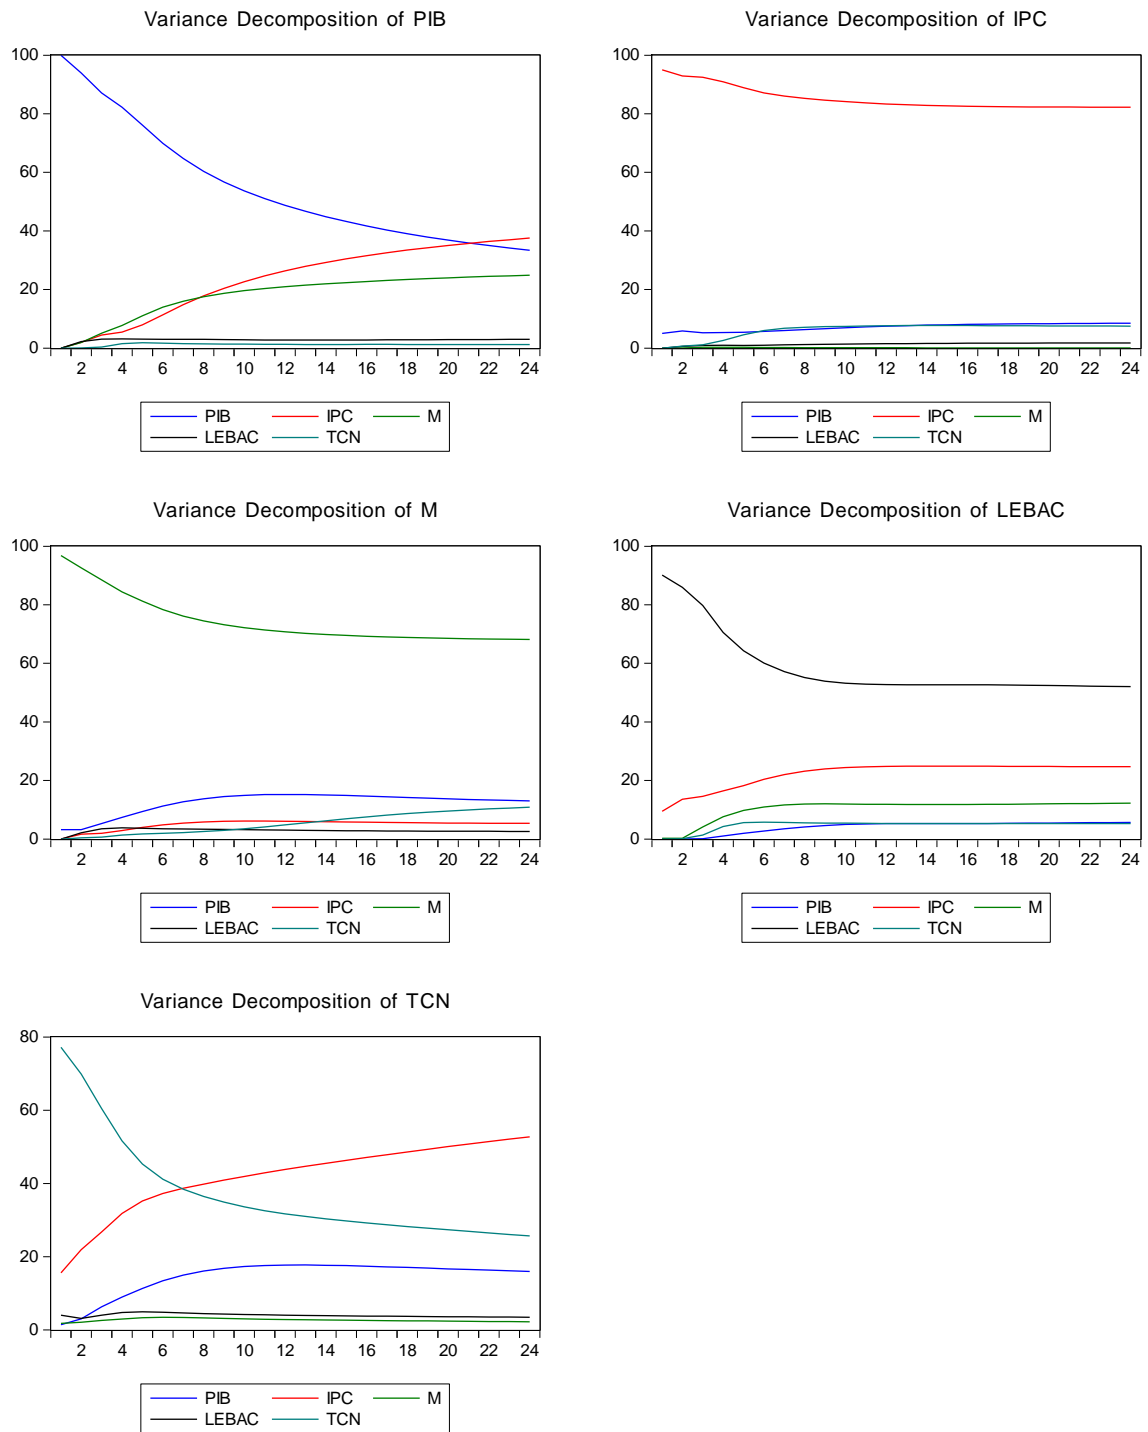 Variance Decomposition of PIB
100
80
60
40
20
0
2 4 6 8 10 12 14 16 18 20 22 24
PIB IPC M
LEBAC TCN
Variance Decomposition of IPC
100
80
60
40
20
0
2 4 6 8 10 12 14 16 18 20 22 24
PIB IPC M
LEBAC TCN
Variance Decomposition of M
100
80
60
40
20
0
2 4 6 8 10 12 14 16 18 20 22 24
PIB IPC M
LEBAC TCN
Variance Decomposition of LEBAC
100
80
60
40
20
0
2 4 6 8 10 12 14 16 18 20 22 24
PIB IPC M
LEBAC TCN
Variance Decomposition of TCN
80
60
40
20
0
2 4 6 8 10 12 14 16 18 20 22 24
PIB IPC M
LEBAC TCN